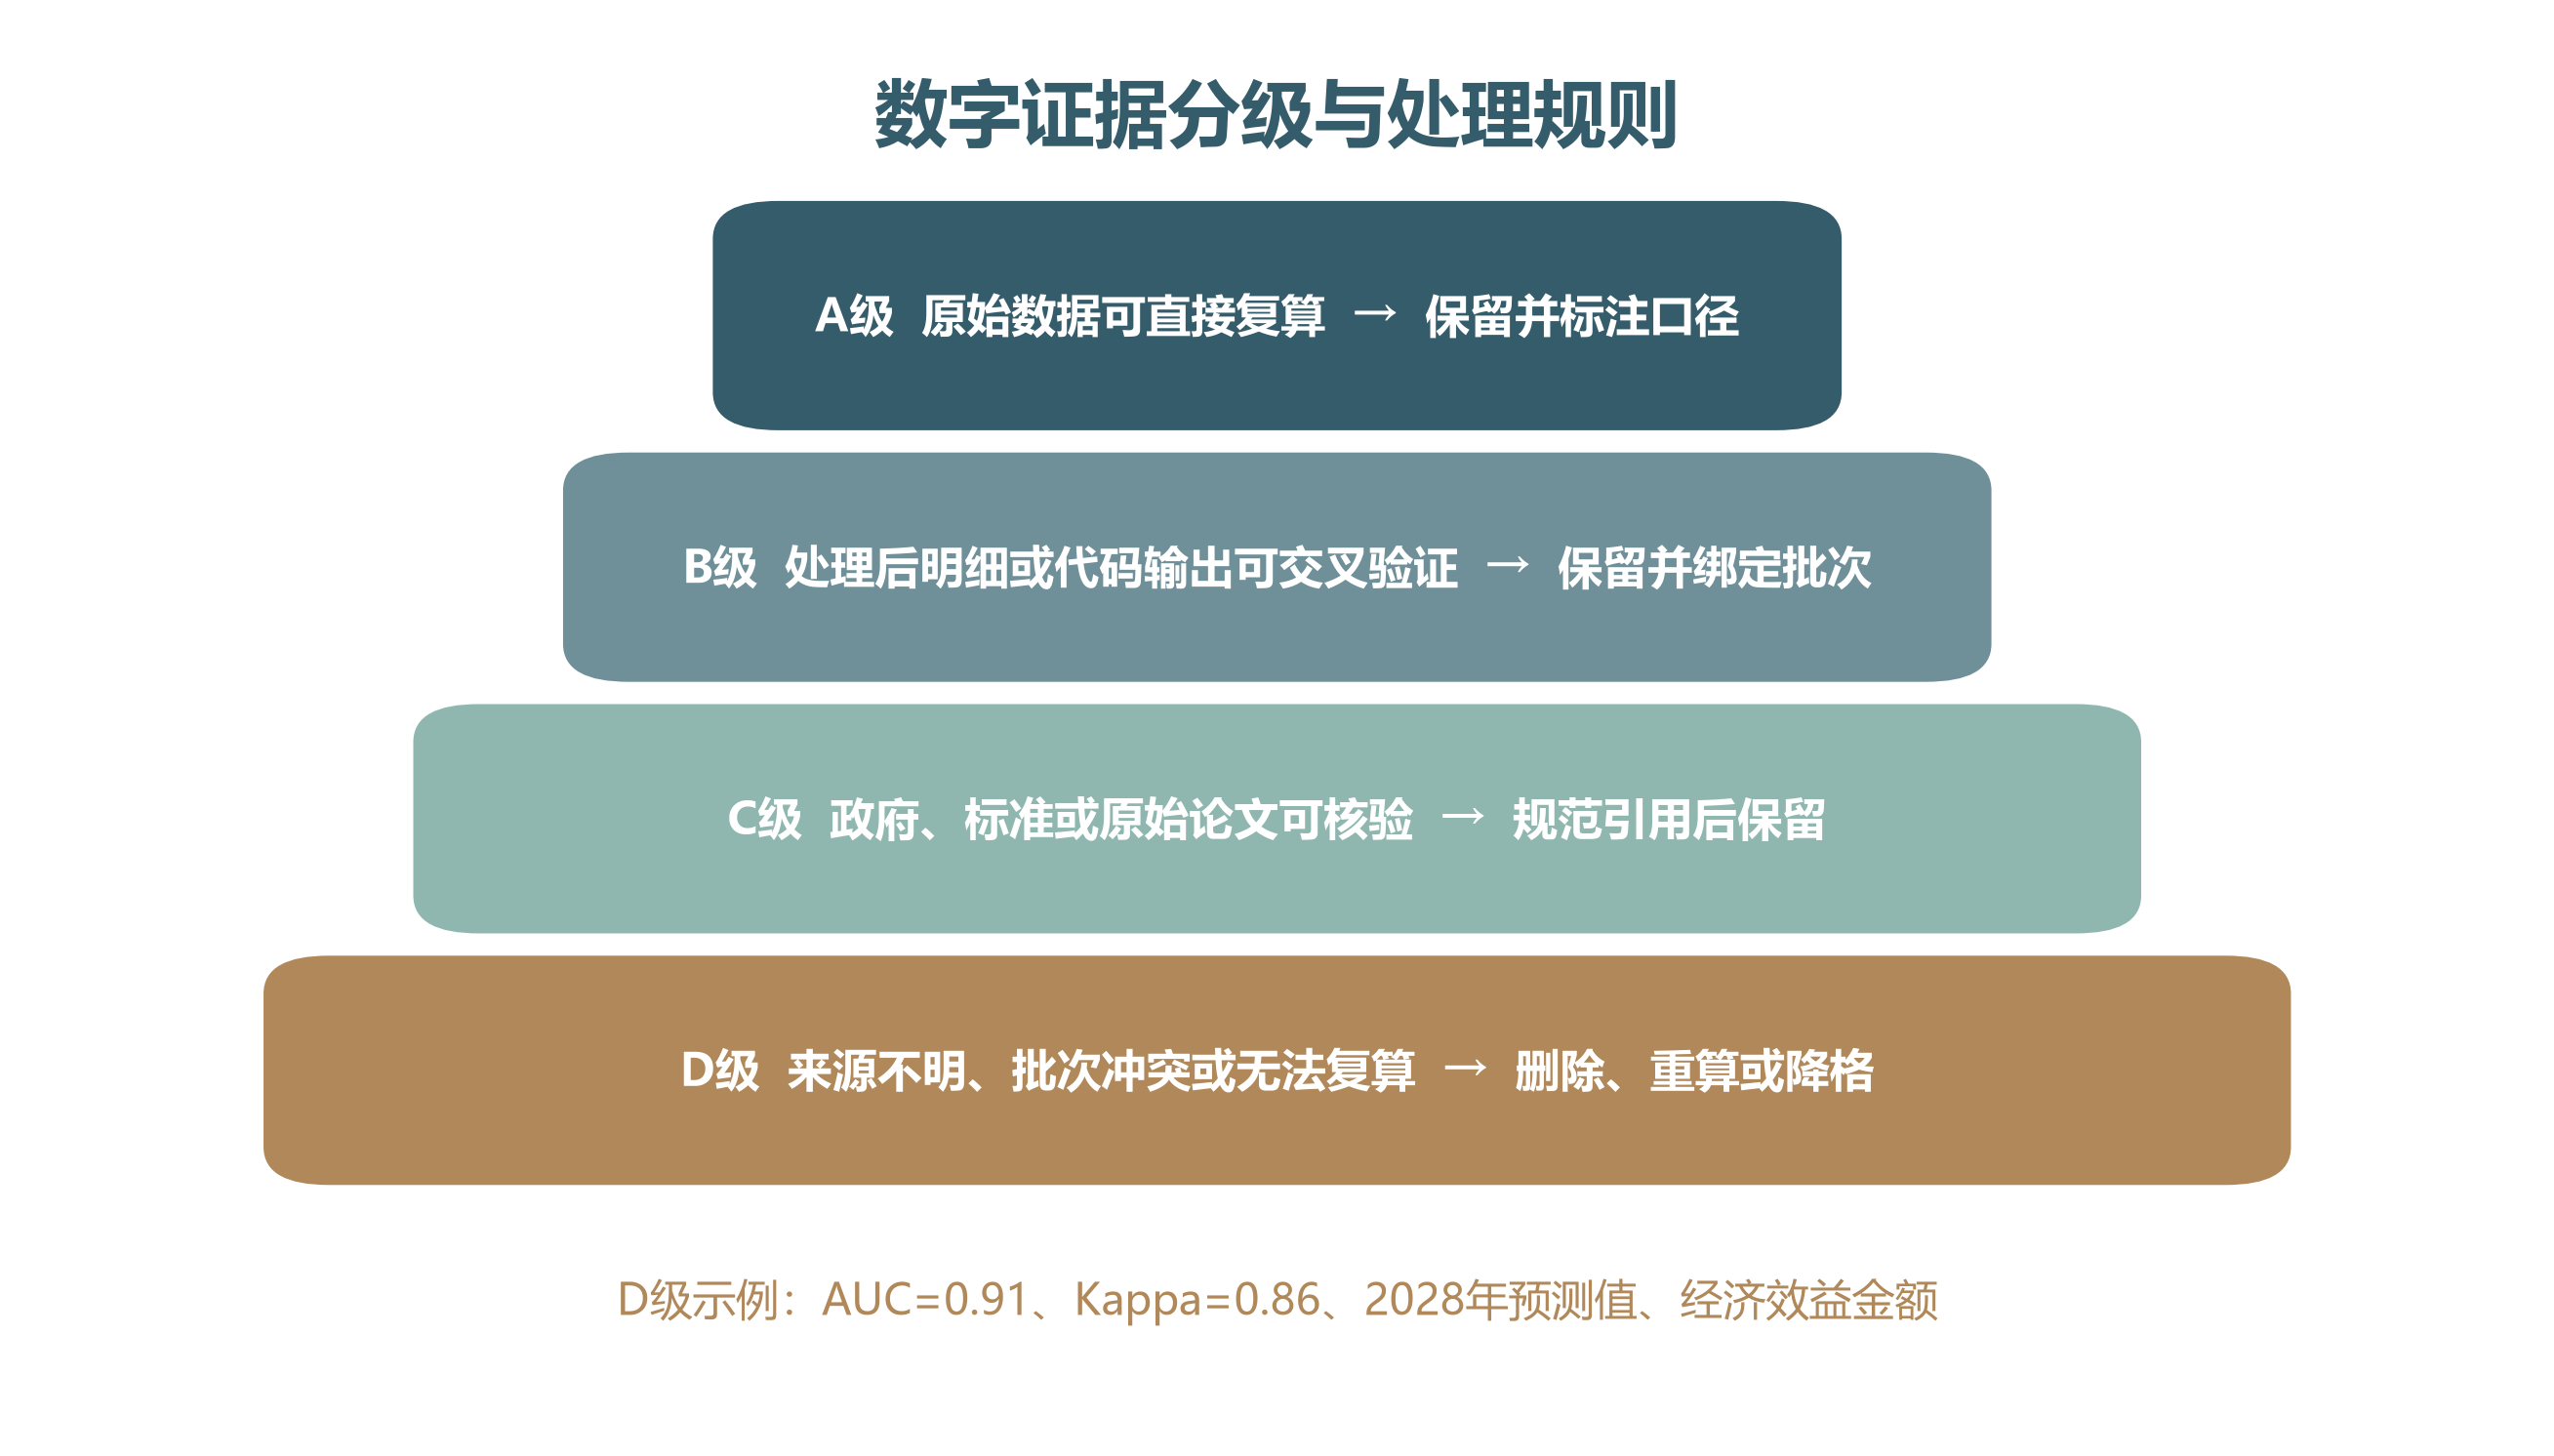 数字证据分级与处理规则
A级 原始数据可直接复算 → 保留并标注口径
B级 处理后明细或代码输出可交叉验证 → 保留并绑定批次
C级 政府、标准或原始论文可核验 → 规范引用后保留
D级 来源不明、批次冲突或无法复算 → 删除、重算或降格
D级示例：AUC=0.91、Kappa=0.86、2028年预测值、经济效益金额